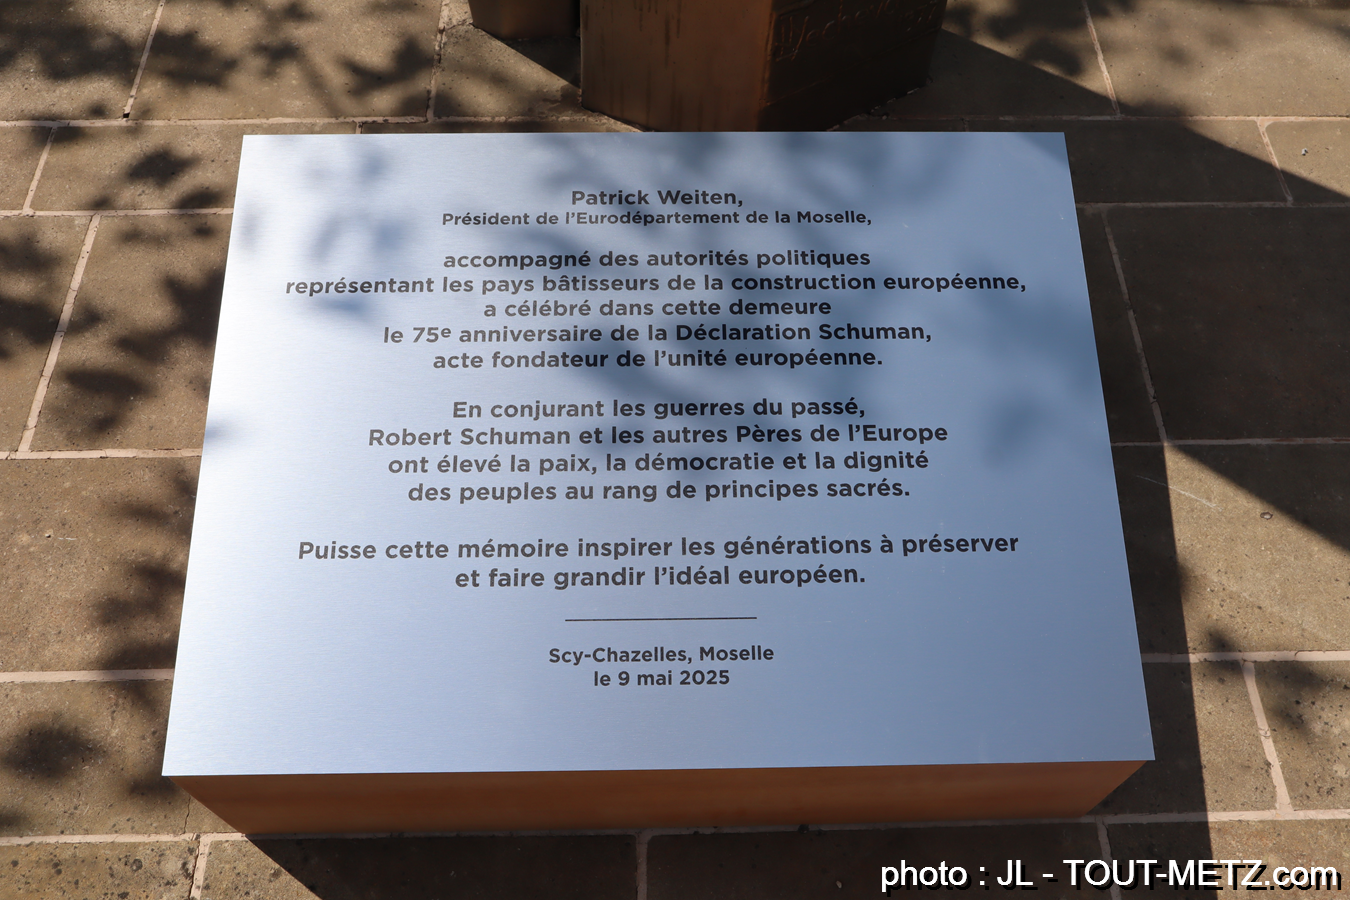 Patrick Weiten,
Président de l'Eurodépartement de la Moselle,
accompagné des autorités politiques
représentant les pays bâtisseurs de la construction européenne,
a célébré dans cette demeure
le 75e anniversaire de la Déclaration Schuman,
acte fondateur de l'unité européenne.
En conjurant les guerres du passé,
Robert Schuman et les autres Pères de l'Europe
ont élevé la paix, la démocratie et la dignité
des peuples au rang de principes sacrés.
Puisse cette mémoire inspirer les générations à préserver
et faire grandir l'idéal européen.
Scy-Chazelles, Moselle
le 9 mai 2025
photo : JL - TOUT-METZ.com